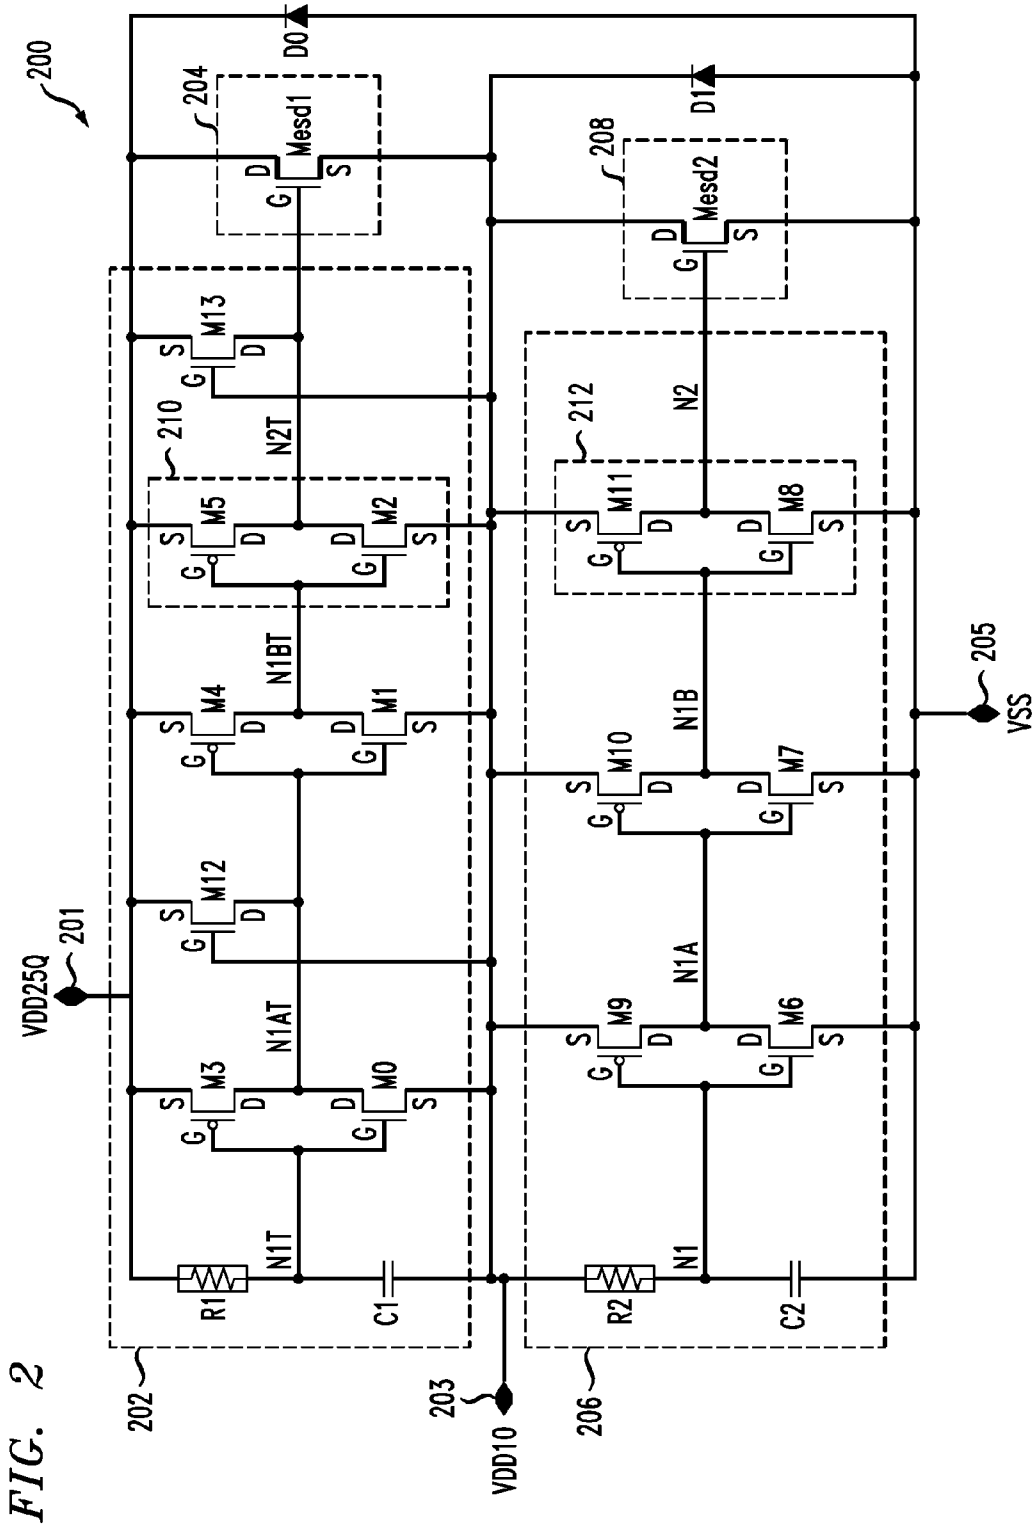 FIG. 2
200
VDD25Q
201
202
R1
N1T
C1
S
G
M3
D
N1AT
D
G
M0
S
S
G
M12
D
S
G
M4
D
N1BT
D
G
M1
S
210
S
G
M5
D
N2T
D
G
M2
S
S
G
M13
D
204
D
G
Mesd1
S
D0
VDD10
203
206
R2
N1
C2
S
G
M9
D
N1A
D
G
M6
S
S
G
M10
D
N1B
D
G
M7
S
212
S
G
M11
D
N2
D
G
M8
S
208
D
G
Mesd2
S
D1
205
VSS